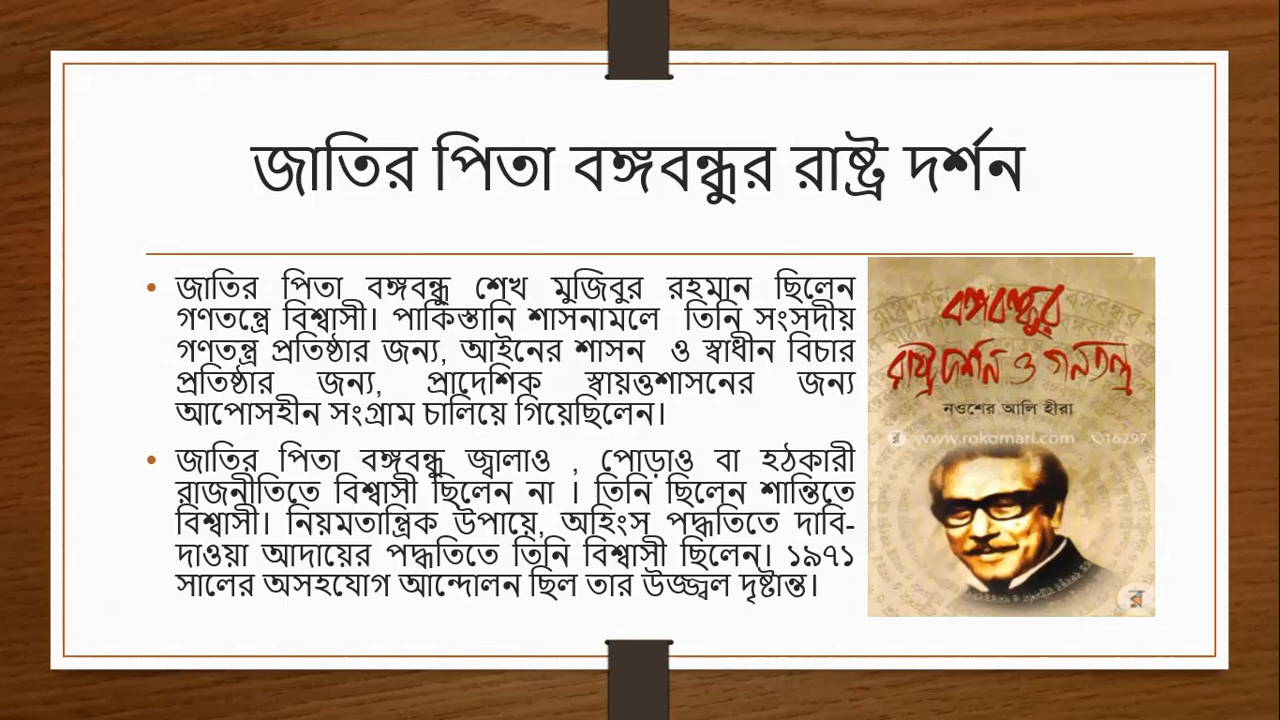 জাতির পিতা বঙ্গবন্ধুর রাষ্ট্র দর্শন
• জাতির পিতা বঙ্গবন্ধু শেখ মুজিবুর রহমান ছিলেন
গণতন্ত্রে বিশ্বাসী। পাকিস্তানি শাসনামলে তিনি সংসদীয়
গণতন্ত্র প্রতিষ্ঠার জন্য, আইনের শাসন ও স্বাধীন বিচার
প্রতিষ্ঠার জন্য, প্রাদেশিক স্বায়ত্তশাসনের জন্য
আপোসহীন সংগ্রাম চালিয়ে গিয়েছিলেন।
• জাতির পিতা বঙ্গবন্ধু জ্বালাও , পোড়াও বা হঠকারী
রাজনীতিতে বিশ্বাসী ছিলেন না । তিনি ছিলেন শান্তিতে
বিশ্বাসী। নিয়মতান্ত্রিক উপায়ে, অহিংস পদ্ধতিতে দাবি-
দাওয়া আদায়ের পদ্ধতিতে তিনি বিশ্বাসী ছিলেন। ১৯৭১
সালের অসহযোগ আন্দোলন ছিল তার উজ্জ্বল দৃষ্টান্ত।
বঙ্গবন্ধুর
রাষ্ট্রদর্শন ও গনতন্ত্র
নওশের আলি হীরা
www.rokomari.com 16297